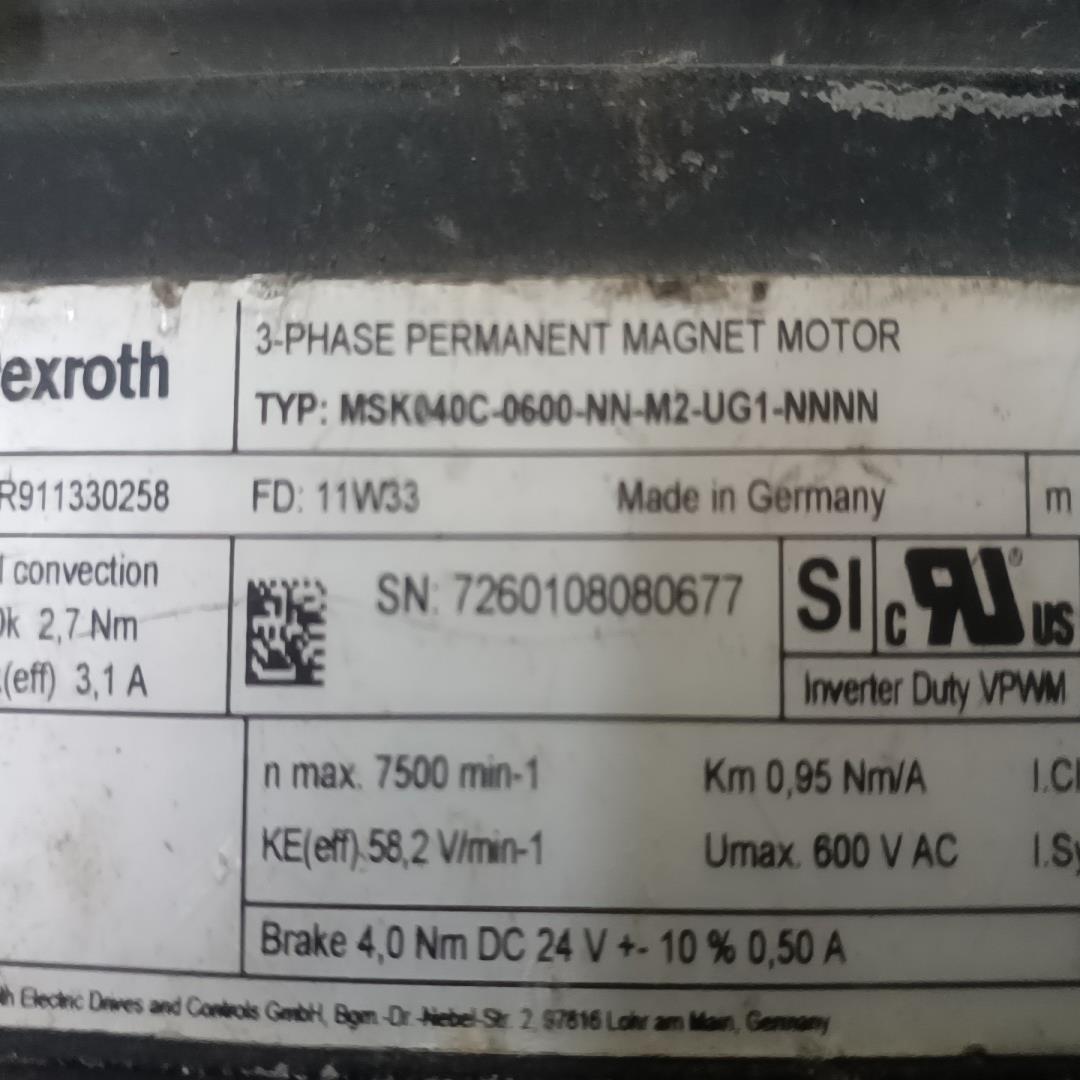 exroth
3-PHASE PERMANENT MAGNET MOTOR
TYP: MSK040C-0600-NN-M2-UG1-NNNN
R911330258 FD: 11W33 Made in Germany m
convection
2,7 Nm
(eff) 3,1 A
SN: 7260108080677
SI
c RU ® US
Inverter Duty VPWM
n max. 7500 min-1 Km 0,95 Nm/A I.Cl
KE(eff).58,2 V/min-1 Umax. 600 V AC I.Sy
Brake 4,0 Nm DC 24 V +- 10 % 0,50 A
h Electric Drives and Controls GmbH, Bgm.-Dr.-Nebel-Str. 2, 97816 Lohr am Main, Germany